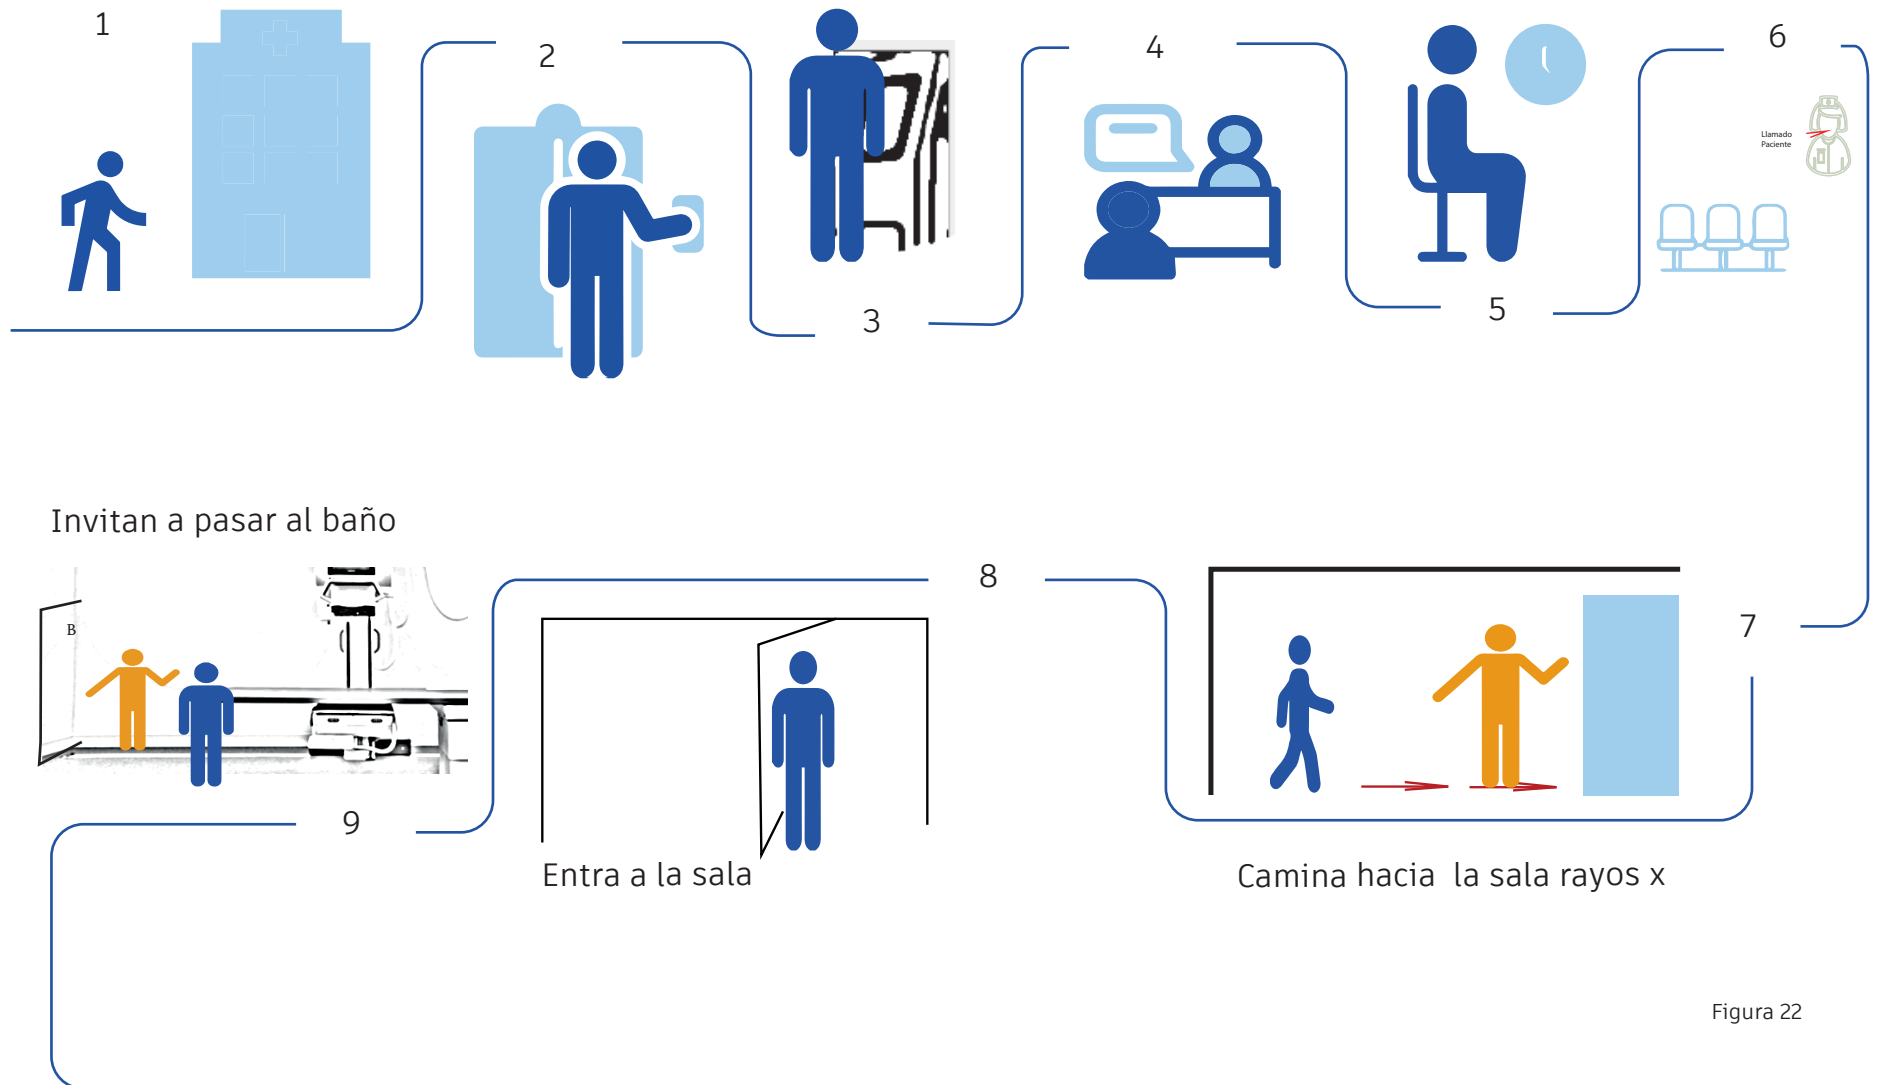 1
2
3
4
5
6
Llamado
Paciente
7
Camina hacia la sala rayos x
8
Entra a la sala
Invitan a pasar al baño
B
9
Figura 22